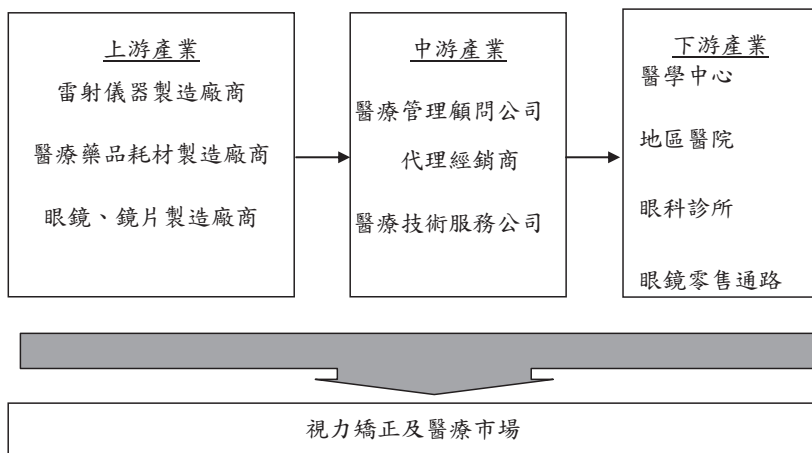 上游產業
雷射儀器製造廠商
醫療藥品耗材製造廠商
眼鏡、鏡片製造廠商
中游產業
醫療管理顧問公司
代理經銷商
醫療技術服務公司
下游產業
醫學中心
地區醫院
眼科診所
眼鏡零售通路
視力矯正及醫療市場